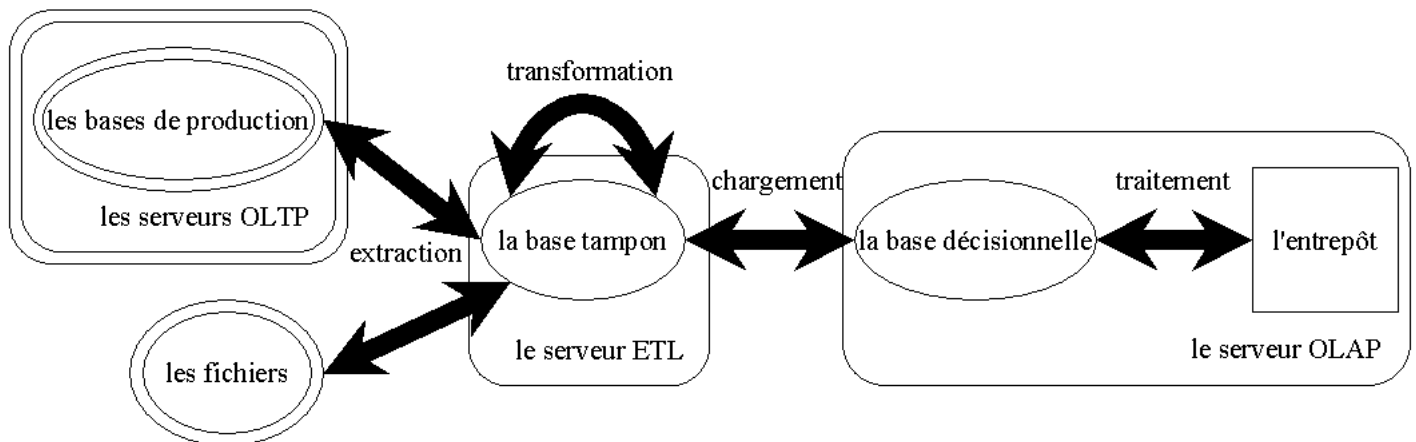 transformation
les bases de production
chargement
traitement
les serveurs OLTP
extraction
la base tampon
la base décisionnelle
l'entrepôt
le serveur ETL
le serveur OLAP
les fichiers